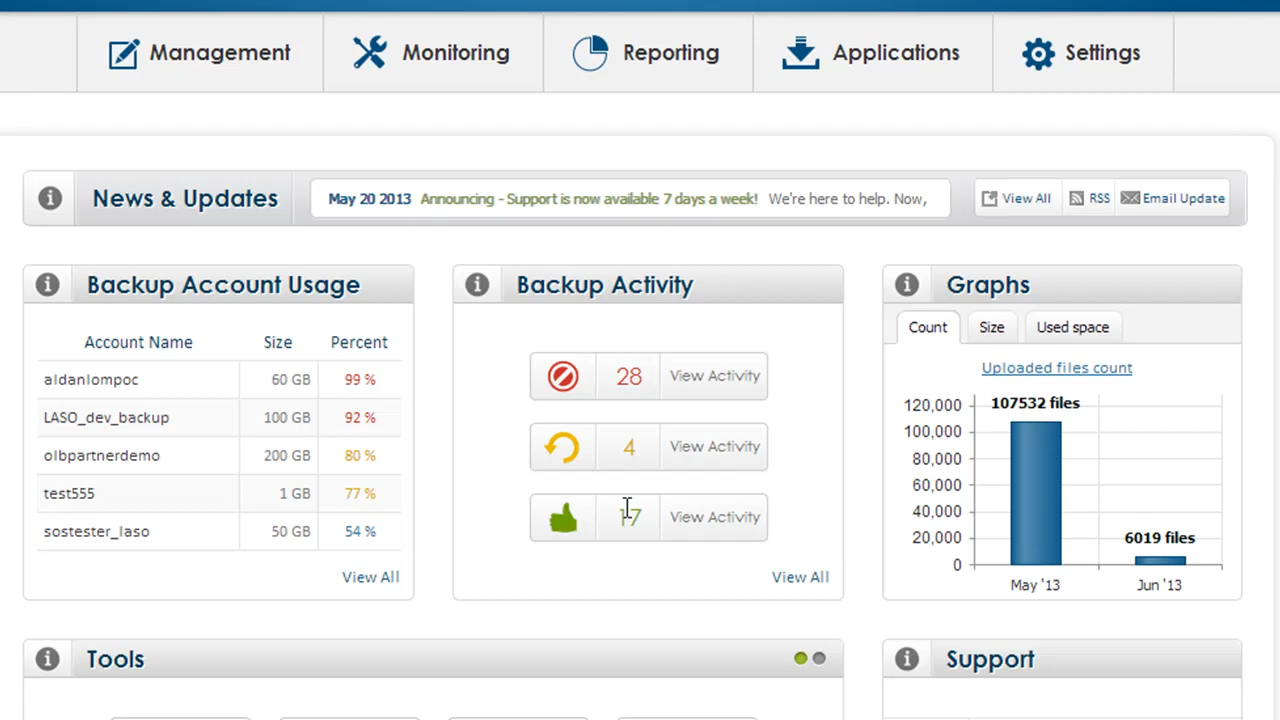 Management
Monitoring
Reporting
Applications
Settings
News & Updates
May 20 2013 Announcing - Support is now available 7 days a week! We're here to help. Now,
View All
RSS
Email Update
Backup Account Usage
Account Name Size Percent
aldanlompoc 60 GB 99 %
LASO_dev_backup 100 GB 92 %
olbpartnerdemo 200 GB 80 %
test555 1 GB 77 %
sostester_laso 50 GB 54 %
View All
Backup Activity
28 View Activity
4 View Activity
17 View Activity
View All
Graphs
Count Size Used space
Uploaded files count
107532 files
120,000
100,000
80,000
60,000
40,000
20,000
0
6019 files
May '13 Jun '13
Tools
Support